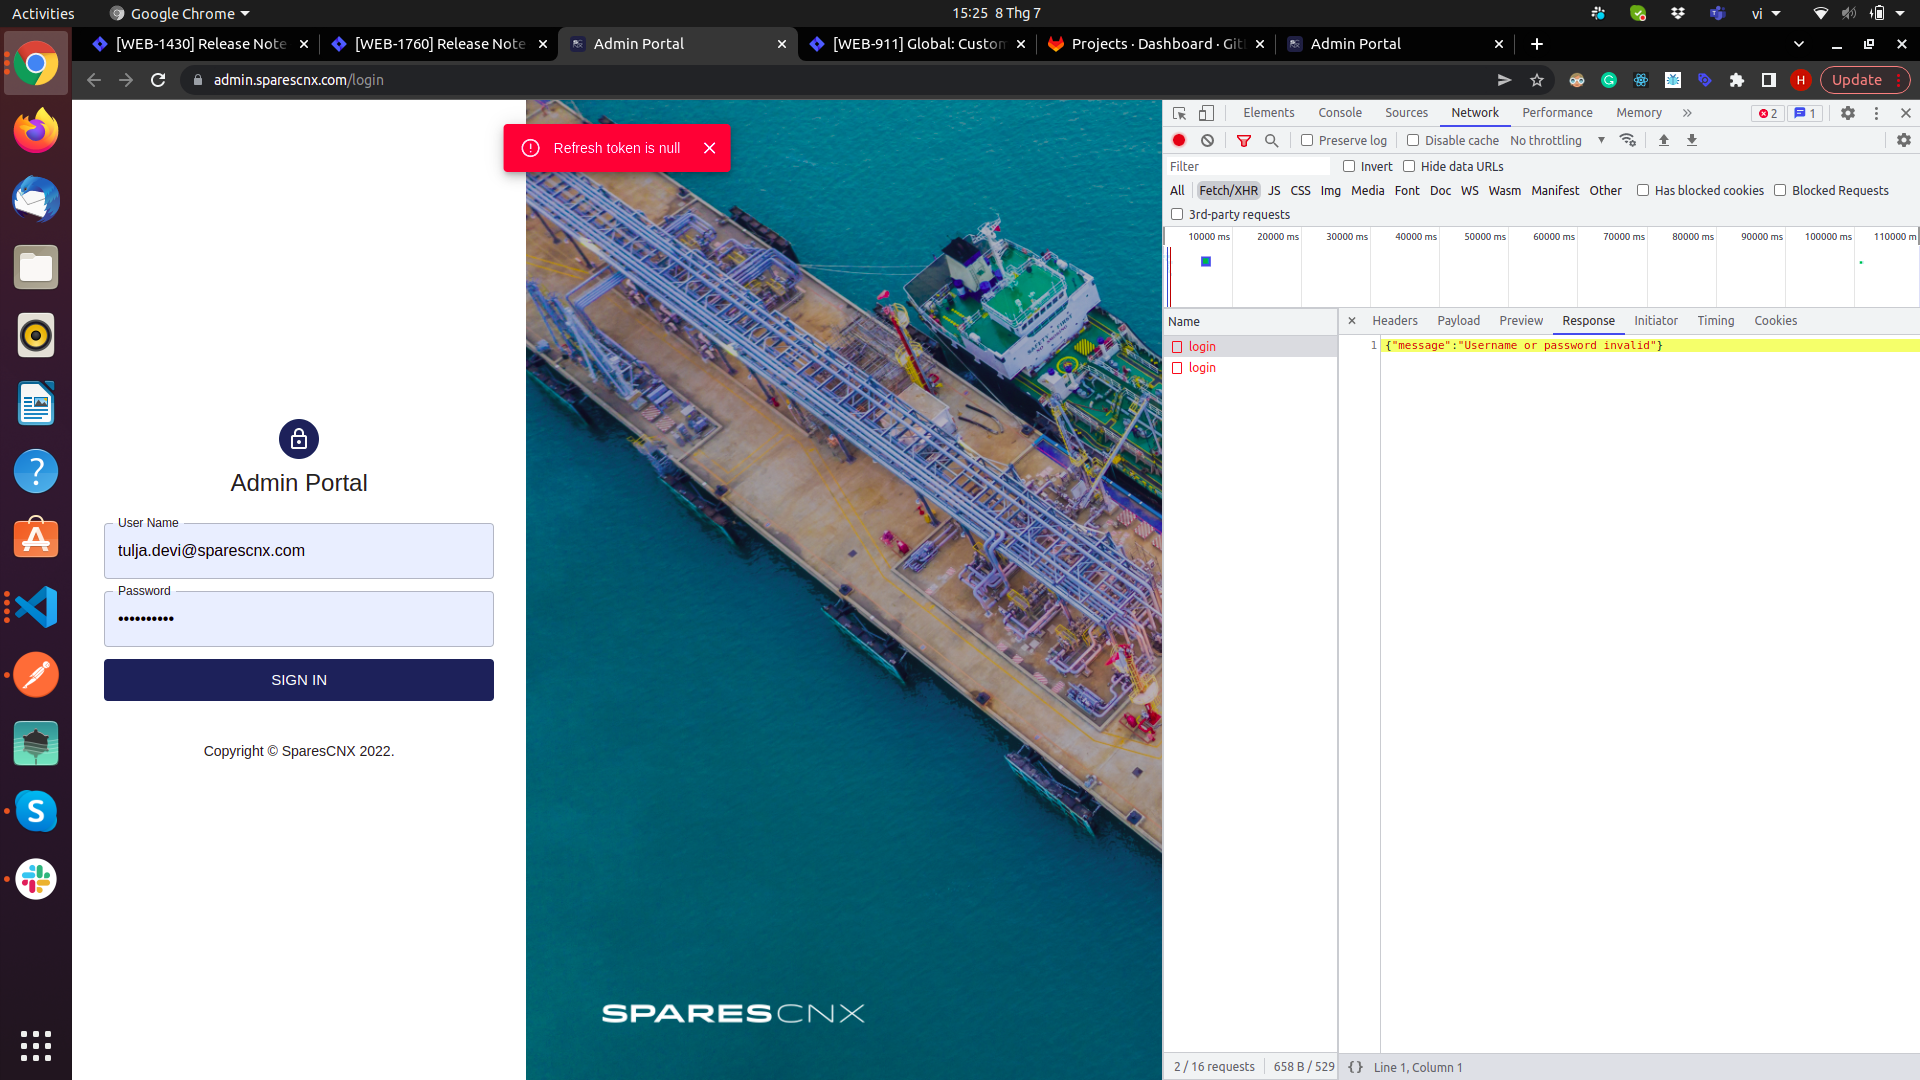 Activities
Google Chrome
15:25 8 Thg 7
vi
[WEB-1430] Release Note
[WEB-1760] Release Note
Admin Portal
[WEB-911] Global: Custom
Projects · Dashboard · Git
Admin Portal
admin.sparescnx.com/login
H
Update
Refresh token is null
Admin Portal
User Name
tulja.devi@sparescnx.com
Password
••••••••••
SIGN IN
Copyright © SparesCNX 2022.
SAFETY FIRST
SPARESCNX
Elements
Console
Sources
Network
Performance
Memory
2
1
Preserve log
Disable cache
No throttling
Filter
Invert
Hide data URLs
All
Fetch/XHR
JS
CSS
Img
Media
Font
Doc
WS
Wasm
Manifest
Other
Has blocked cookies
Blocked Requests
3rd-party requests
10000 ms
20000 ms
30000 ms
40000 ms
50000 ms
60000 ms
70000 ms
80000 ms
90000 ms
100000 ms
110000 m
Name
Headers
Payload
Preview
Response
Initiator
Timing
Cookies
login
login
1
{"message":"Username or password invalid"}
2 / 16 requests
658 B / 529
{} Line 1, Column 1